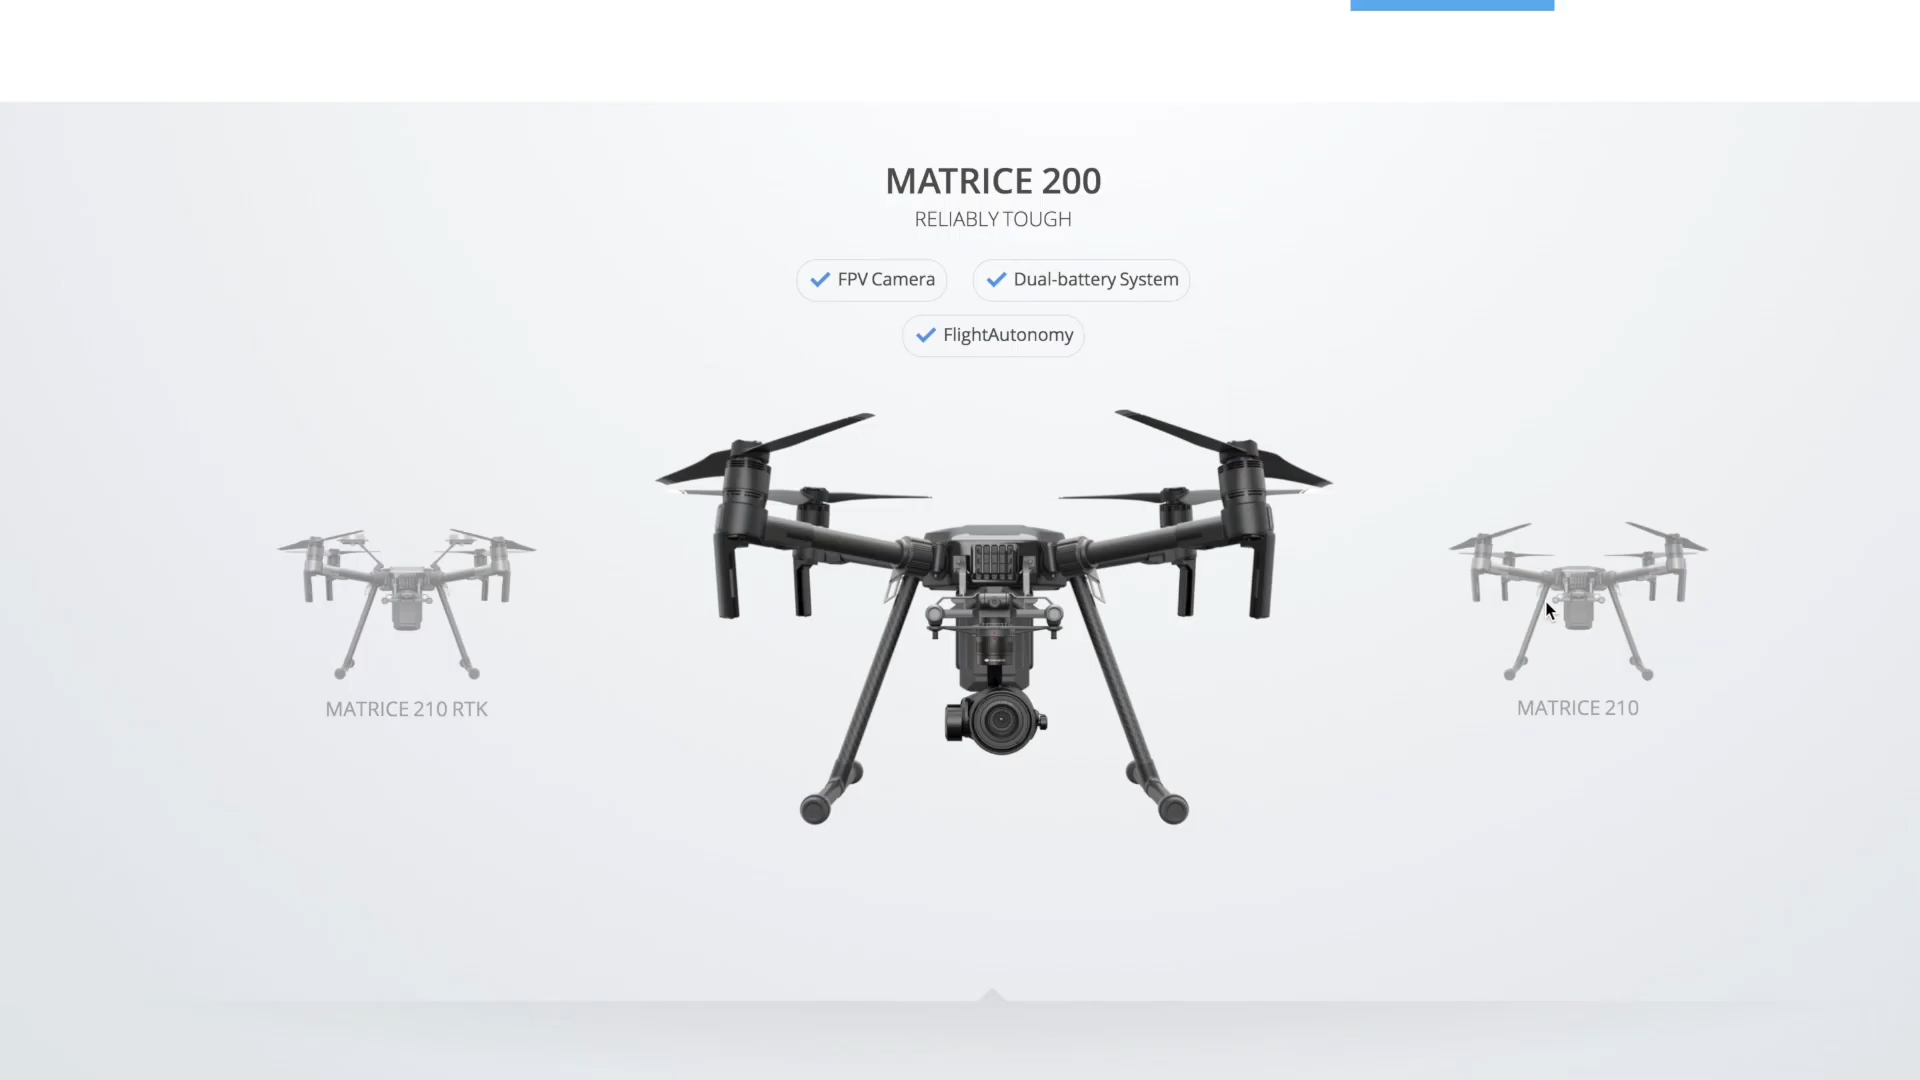 MATRICE 200
RELIABLY TOUGH
FPV Camera
Dual-battery System
FlightAutonomy
MATRICE 210 RTK
MATRICE 210